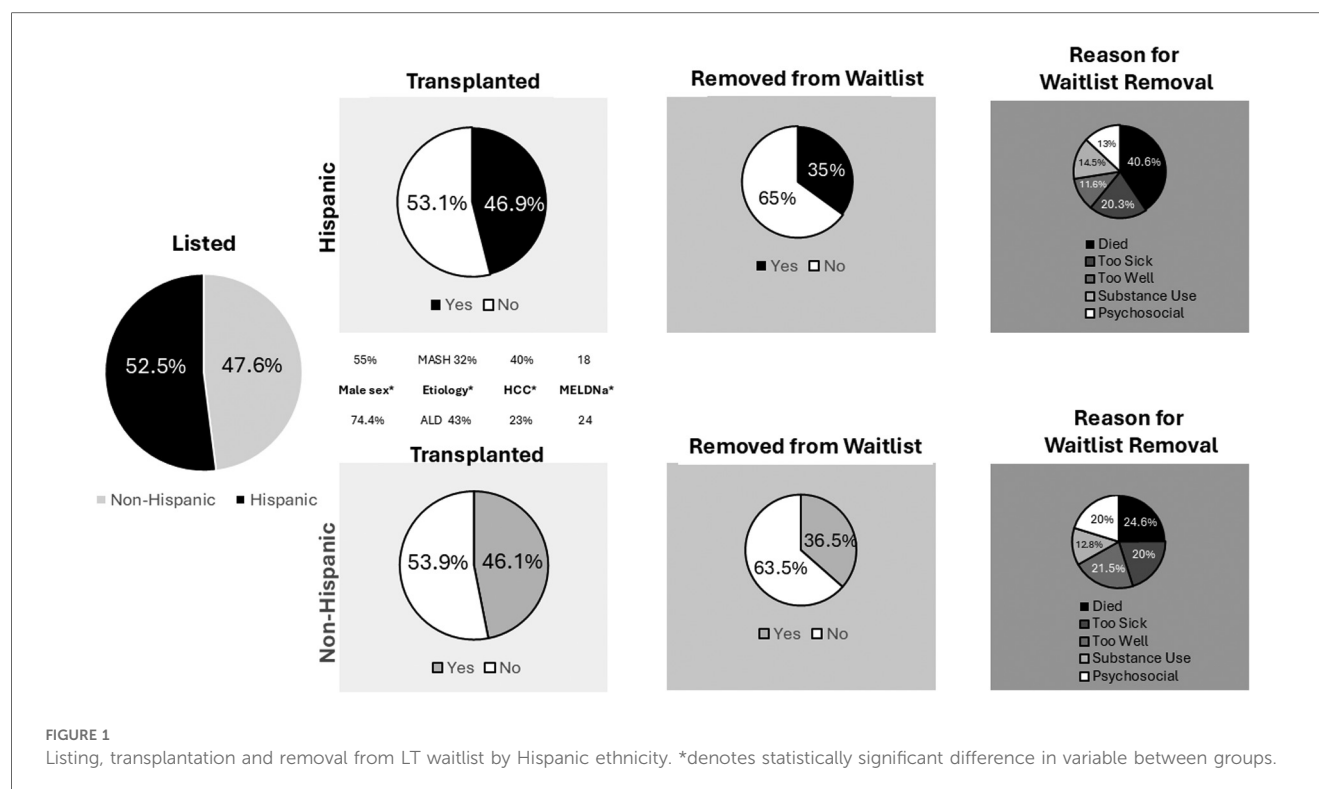 Listed
52.5%
47.6%
Non-Hispanic
Hispanic
Hispanic
Transplanted
53.1%
46.9%
Yes
No
Removed from Waitlist
35%
65%
Yes
No
Reason for
Waitlist Removal
13%
40.6%
14.5%
11.6%
20.3%
Died
Too Sick
Too Well
Substance Use
Psychosocial
55% MASH 32% 40% 18
Male sex* Etiology* HCC* MELDNa*
74.4% ALD 43% 23% 24
Non-Hispanic
Transplanted
53.9%
46.1%
Yes
No
Removed from Waitlist
36.5%
63.5%
Yes
No
Reason for
Waitlist Removal
20%
24.6%
12.8%
20%
21.5%
Died
Too Sick
Too Well
Substance Use
Psychosocial
FIGURE 1
Listing, transplantation and removal from LT waitlist by Hispanic ethnicity. *denotes statistically significant difference in variable between groups.